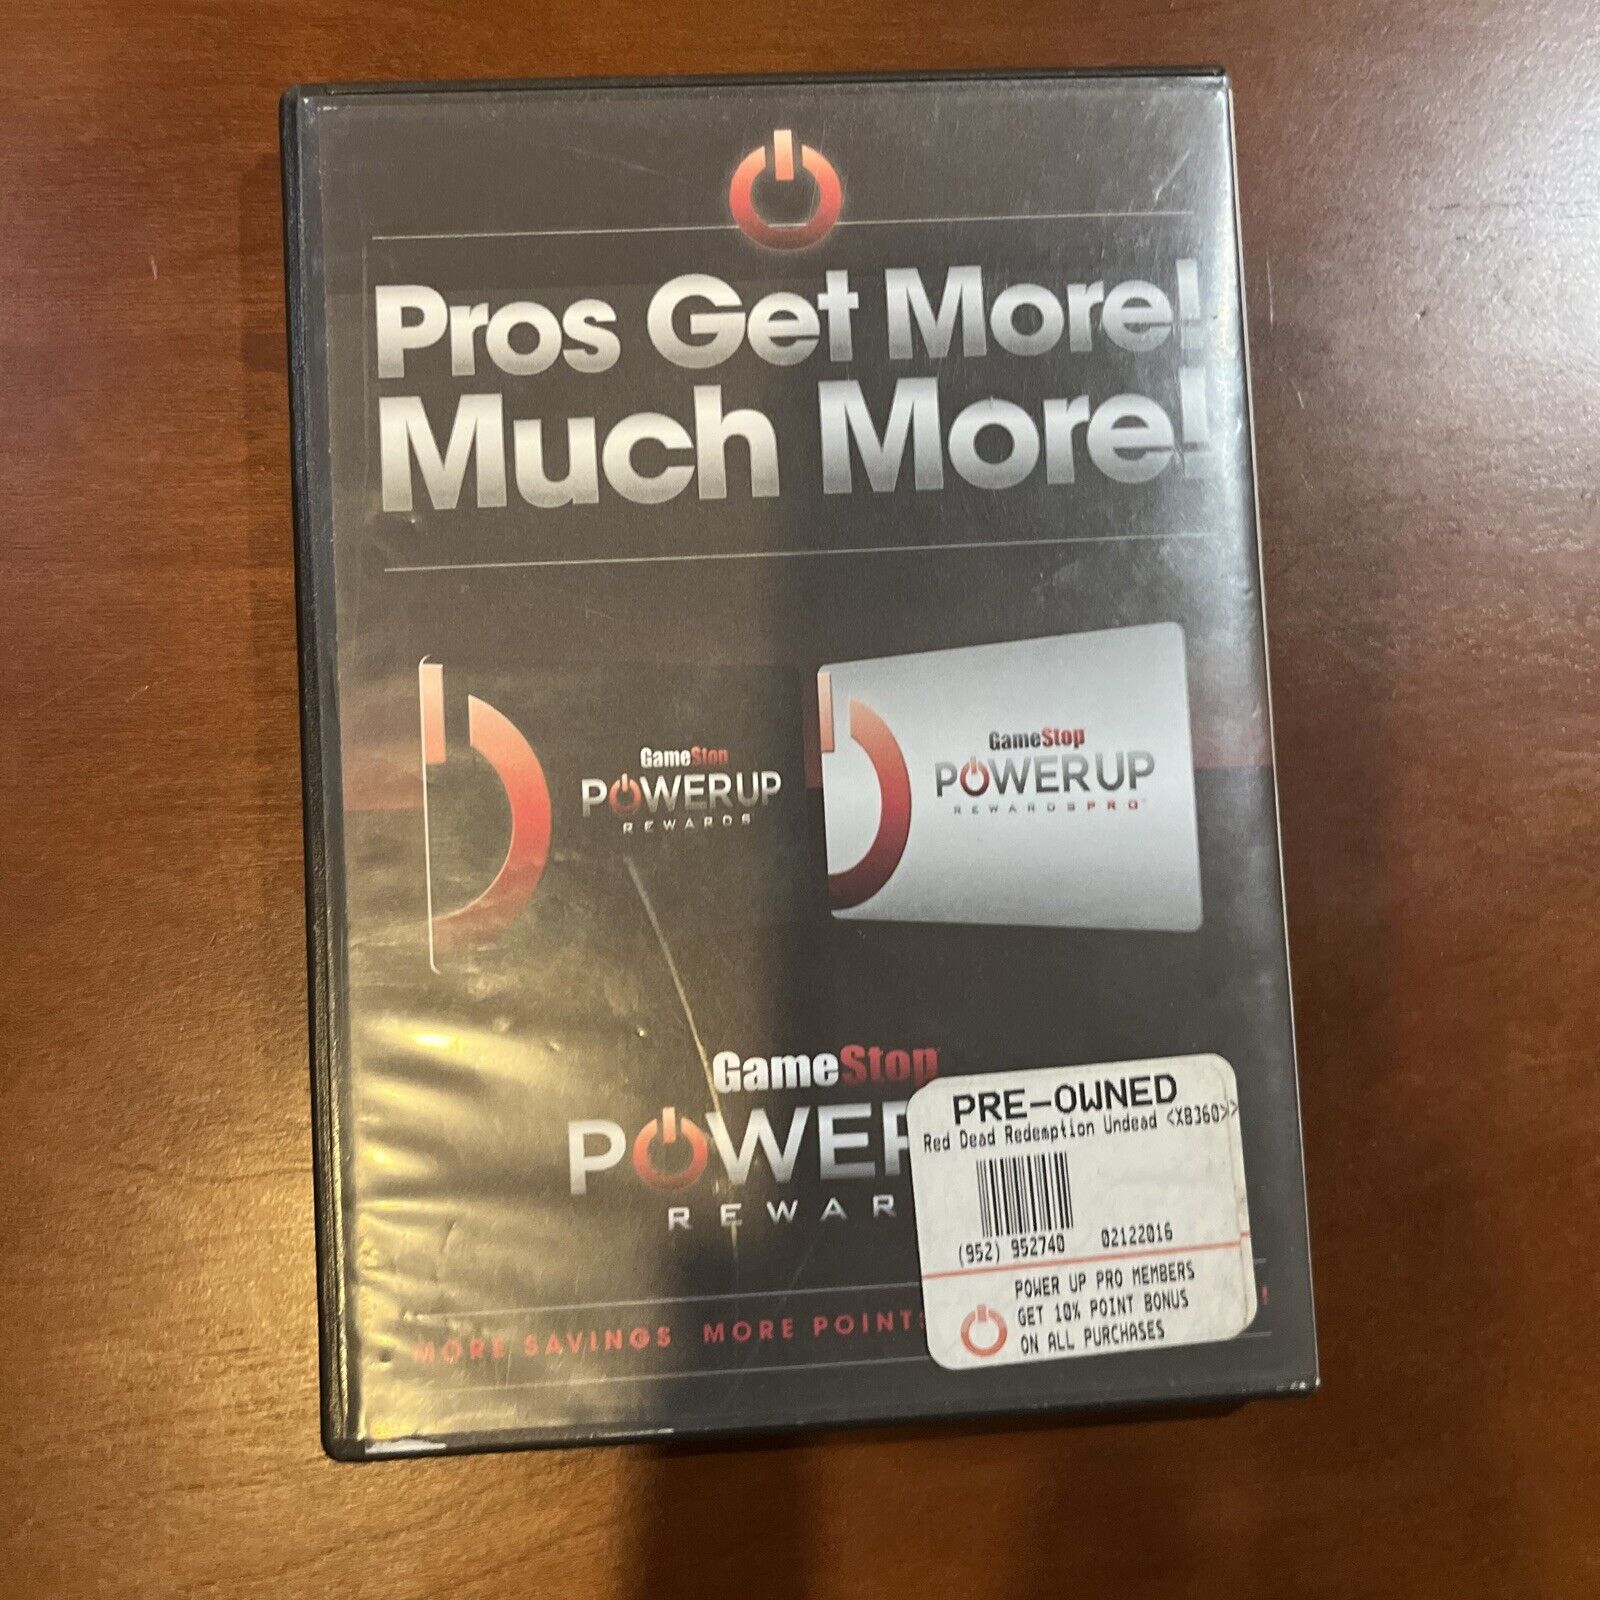 Pros Get More!
Much More!
GameStop
POWERUP
REWARDS
GameStop
POWERUP
REWARDSPRO
GameStop
POWER
REWAR
MORE SAVINGS MORE POINTS
PRE-OWNED
Red Dead Redemption Undead <XB360>>
(952) 952740 02122016
POWER UP PRO MEMBERS
GET 10% POINT BONUS
ON ALL PURCHASES